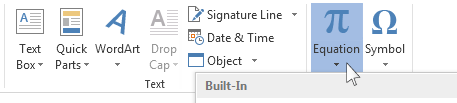 Text Box
Quick Parts
WordArt
Drop Cap
Signature Line
Date & Time
Object
Text
Equation
Symbol
Built-In